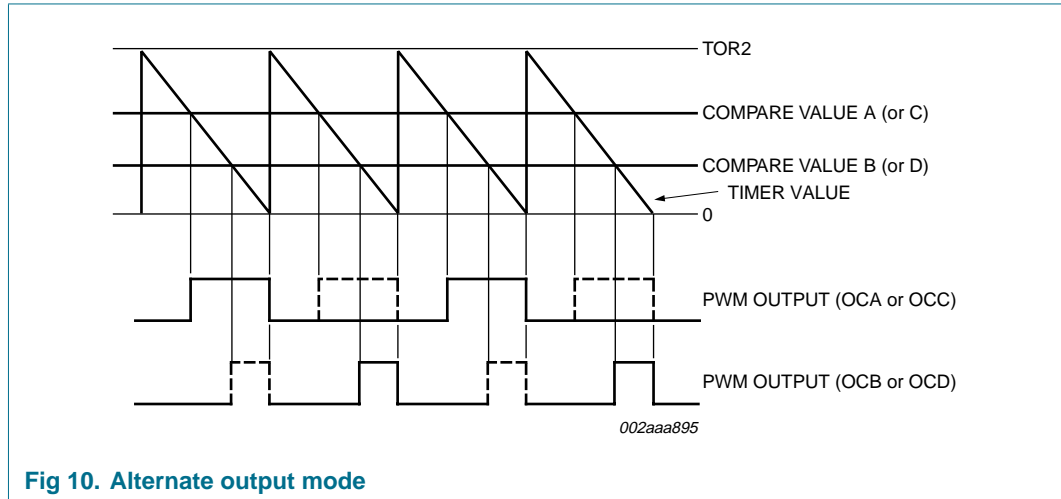 TOR2
COMPARE VALUE A (or C)
COMPARE VALUE B (or D)
TIMER VALUE
0
PWM OUTPUT (OCA or OCC)
PWM OUTPUT (OCB or OCD)
002aaa895
Fig 10. Alternate output mode